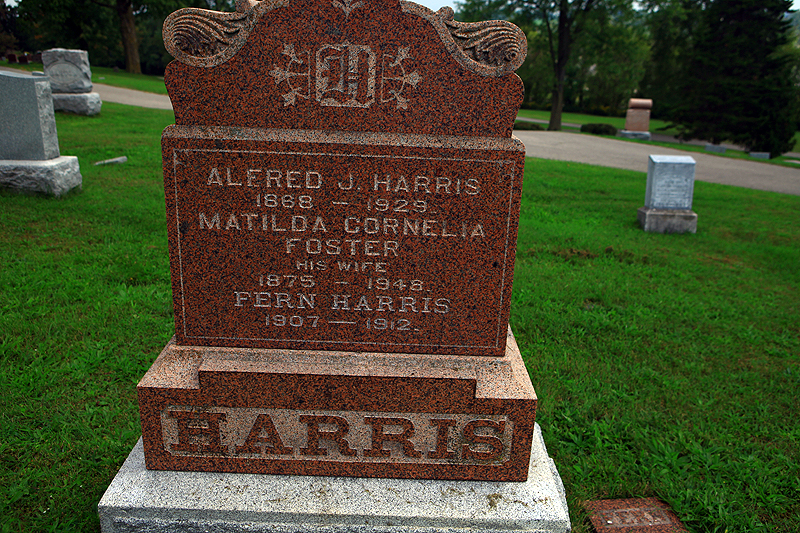 H
ALFRED J. HARRIS
1868 - 1929.
MATILDA CORNELIA
FOSTER
HIS WIFE
1875 - 1948.
FERN HARRIS
1907 - 1912.
HARRIS